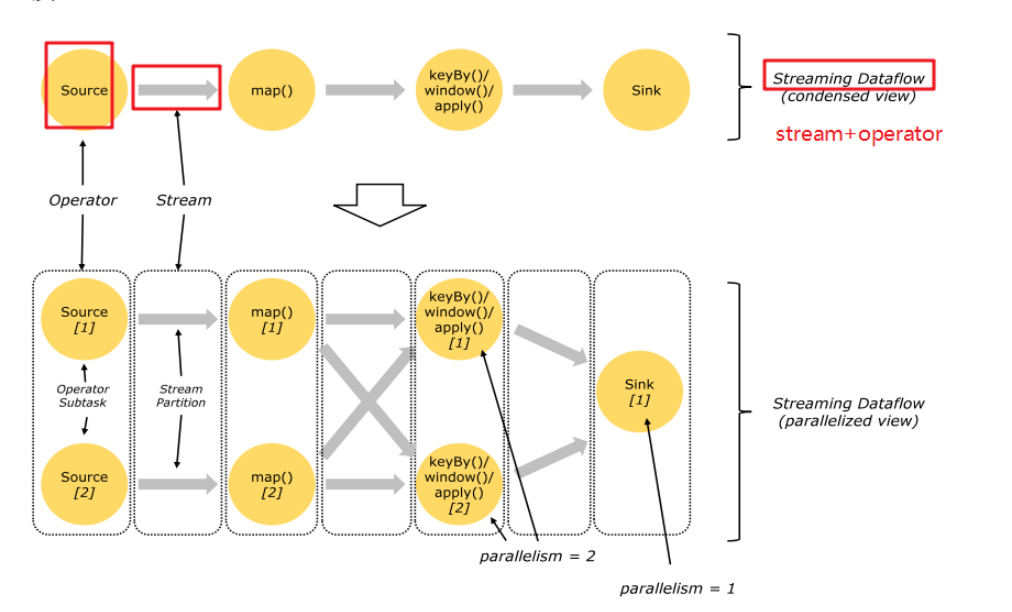 Source
map()
keyBy()/
window()/
apply()
Sink
Streaming Dataflow
(condensed view)
stream+operator
Operator
Stream
Source
[1]
map()
[1]
keyBy()/
window()/
apply()
[1]
Operator
Subtask
Stream
Partition
Sink
[1]
Streaming Dataflow
(parallelized view)
Source
[2]
map()
[2]
keyBy()/
window()/
apply()
[2]
parallelism = 2
parallelism = 1